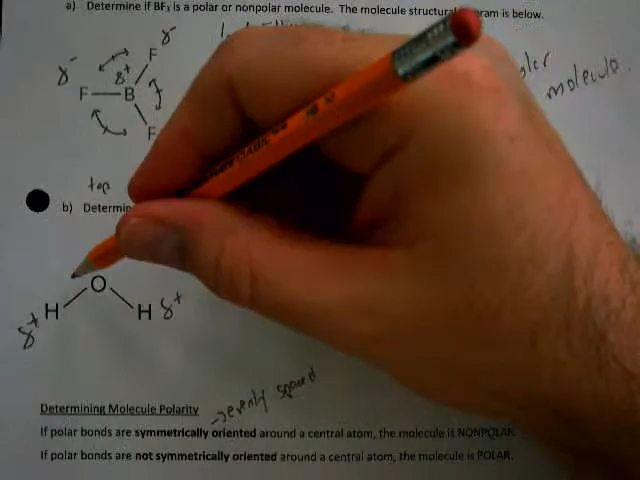 a) Determine if BF₃ is a polar or nonpolar molecule. The molecule structural gram is below.
δ⁻
F
δ⁻
δ⁺
F B
F
molecule.
top
b) Determin
O
H H δ⁺
δ⁺
→evenly spaced
Determining Molecule Polarity
If polar bonds are symmetrically oriented around a central atom, the molecule is NONPOLAR.
If polar bonds are not symmetrically oriented around a central atom, the molecule is POLAR.